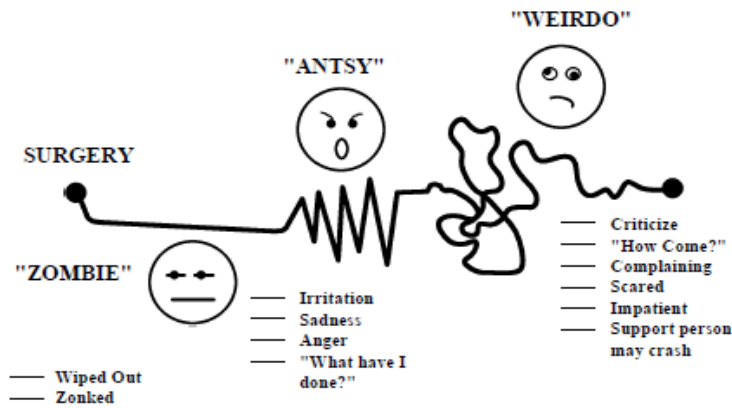 "WEIRDO"
"ANTSY"
SURGERY
"ZOMBIE"
Wiped Out
Zonked
Irritation
Sadness
Anger
"What have I
done?"
Criticize
"How Come?"
Complaining
Scared
Impatient
Support person
may crash